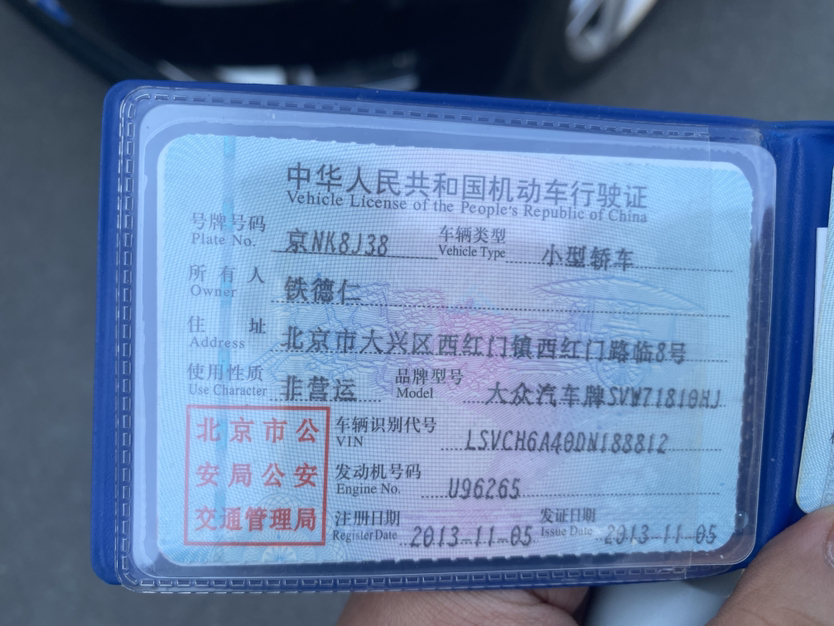 中华人民共和国机动车行驶证
Vehicle License of the People's Republic of China
号牌号码 京NK8J38 车辆类型 小型轿车
Plate No. Vehicle Type
所有人 铁德仁
Owner
住址 北京市大兴区西红门镇西红门路临8号
Address
使用性质 非营运 品牌型号 大众汽车牌SVW71810HJ
Use Character Model
北京市公
安局公安
交通管理局
车辆识别代号 LSVCH6A40DN188812
VIN
发动机号码 U96265
Engine No.
注册日期 2013-11-05 发证日期 2013-11-05
Register Date Issue Date